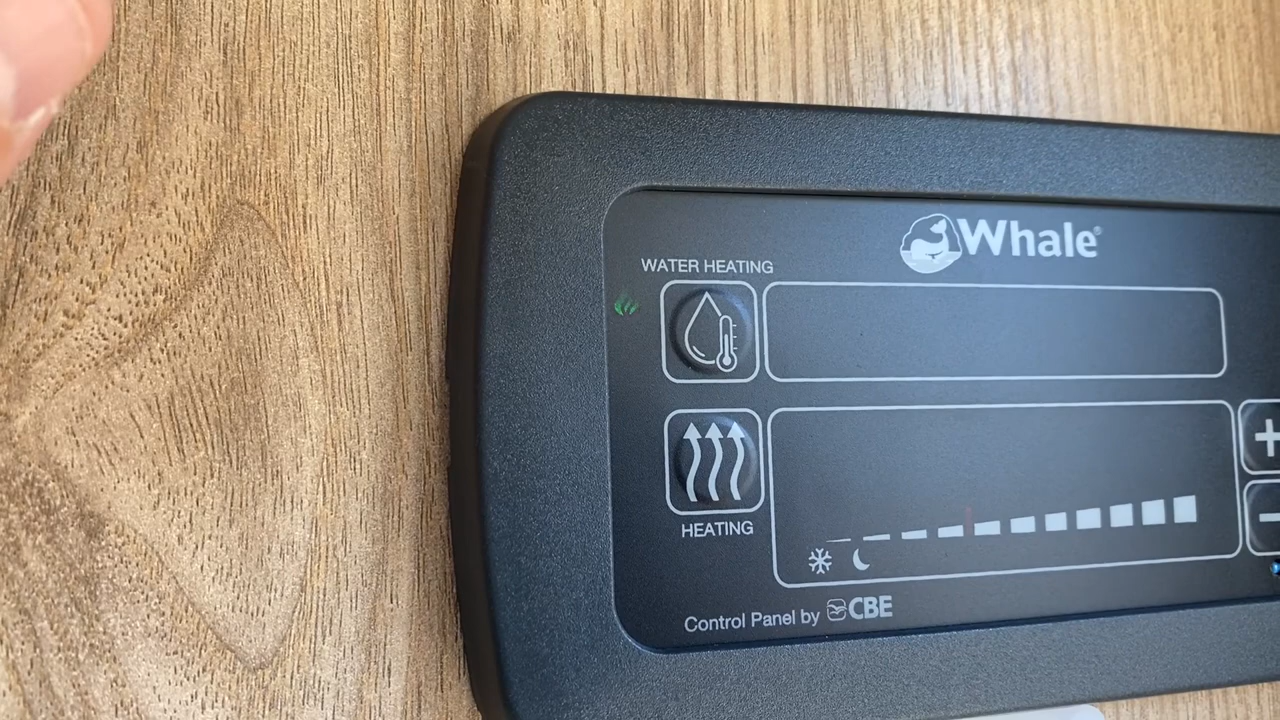 Whale®
WATER HEATING
+
HEATING
−
Control Panel by CBE